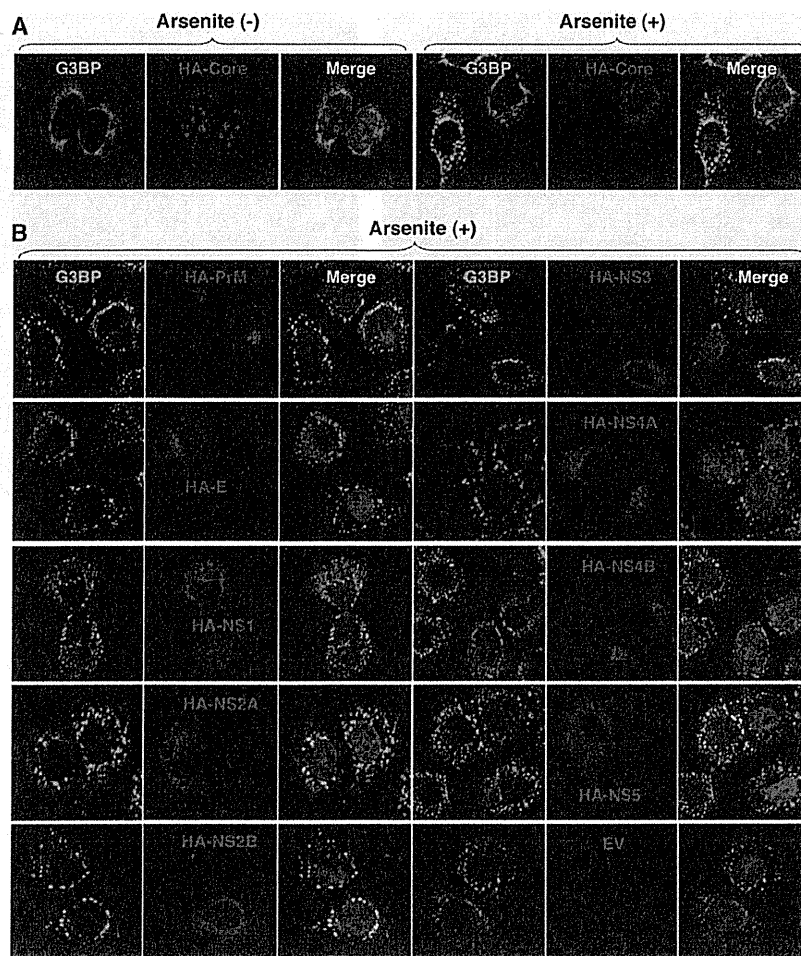 A
Arsenite (-) Arsenite (+)
G3BP HA-Core Merge G3BP HA-Core Merge
B
Arsenite (+)
G3BP HA-PrM Merge G3BP HA-NS3 Merge
HA-E HA-NS4A
HA-NS1 HA-NS4B
HA-NS2A HA-NS5
HA-NS2B EV